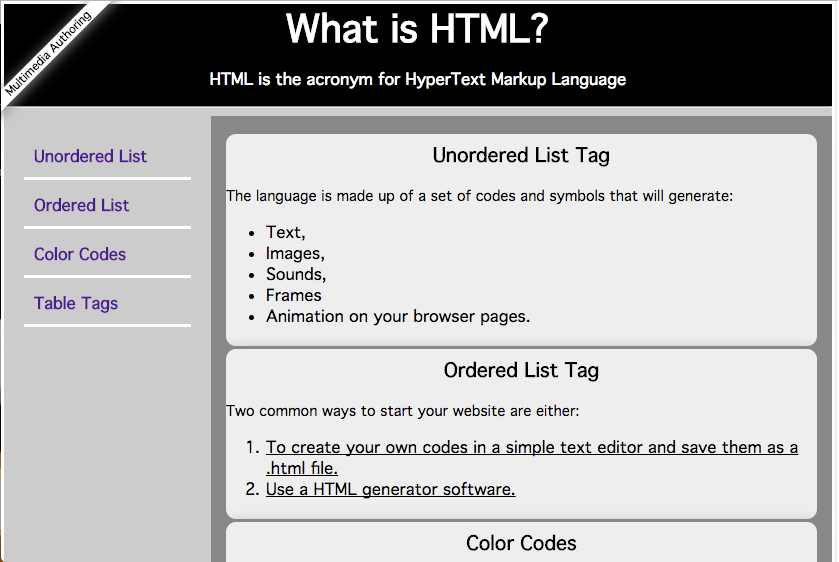 Multimedia Authoring
What is HTML?
HTML is the acronym for HyperText Markup Language
Unordered List
Ordered List
Color Codes
Table Tags
Unordered List Tag
The language is made up of a set of codes and symbols that will generate:
• Text,
• Images,
• Sounds,
• Frames
• Animation on your browser pages.
Ordered List Tag
Two common ways to start your website are either:
1. To create your own codes in a simple text editor and save them as a
.html file.
2. Use a HTML generator software.
Color Codes